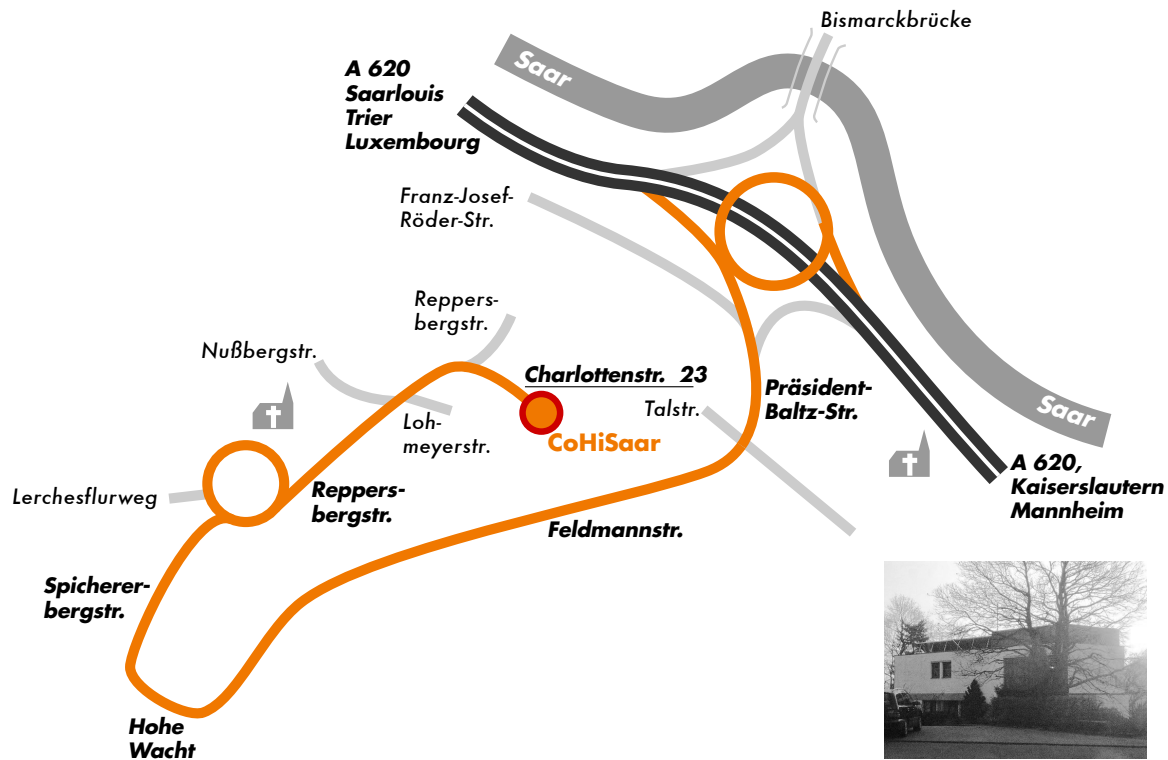 Bismarckbrücke
Saar
A 620
Saarlouis
Trier
Luxembourg
Franz-Josef-
Röder-Str.
Reppers-
bergstr.
Nußbergstr.
Charlottenstr. 23
Talstr.
Präsident-
Baltz-Str.
Saar
Loh-
meyerstr.
CoHiSaar
A 620,
Kaiserslautern
Mannheim
Lerchesflurweg
Reppers-
bergstr.
Feldmannstr.
Spicherer-
bergstr.
Hohe
Wacht